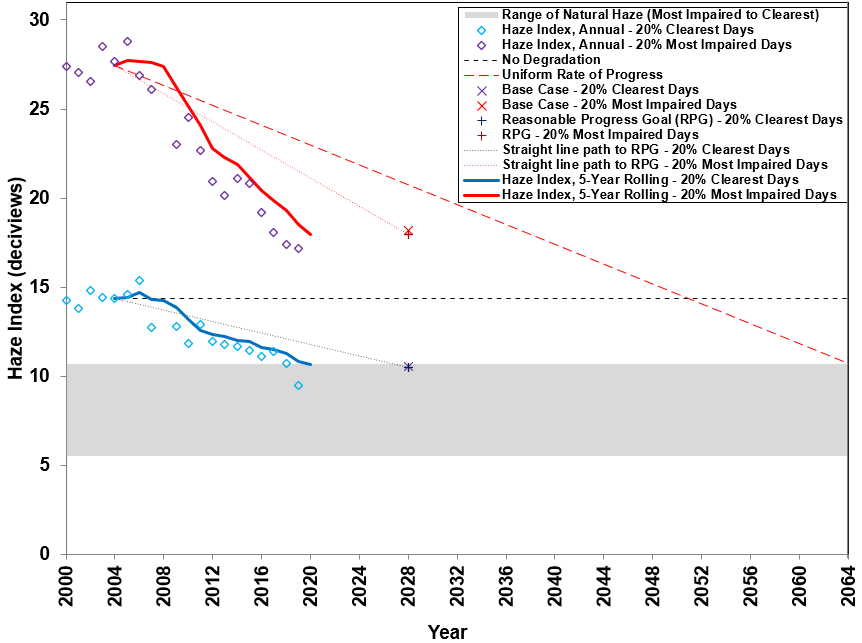 30
25
20
15
10
5
0
Haze Index (deciviews)
Range of Natural Haze (Most Impaired to Clearest)
Haze Index, Annual - 20% Clearest Days
Haze Index, Annual - 20% Most Impaired Days
No Degradation
Uniform Rate of Progress
Base Case - 20% Clearest Days
Base Case - 20% Most Impaired Days
Reasonable Progress Goal (RPG) - 20% Clearest Days
RPG - 20% Most Impaired Days
Straight line path to RPG - 20% Clearest Days
Straight line path to RPG - 20% Most Impaired Days
Haze Index, 5-Year Rolling - 20% Clearest Days
Haze Index, 5-Year Rolling - 20% Most Impaired Days
2000 2004 2008 2012 2016 2020 2024 2028 2032 2036 2040 2044 2048 2052 2056 2060 2064
Year